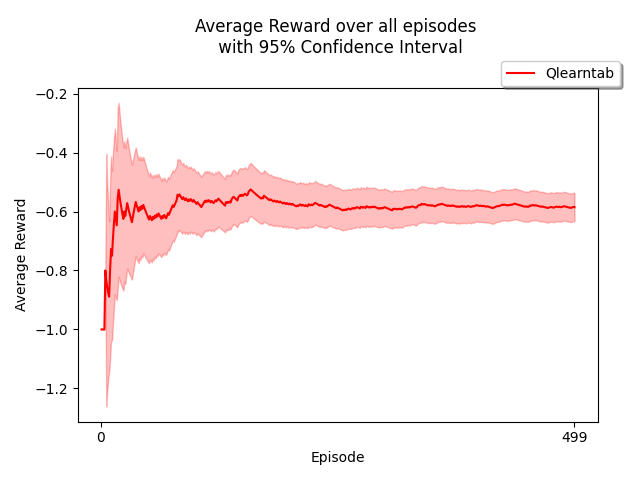 Average Reward over all episodes
with 95% Confidence Interval
Qlearntab
−0.2
−0.4
−0.6
−0.8
−1.0
−1.2
Average Reward
0
499
Episode